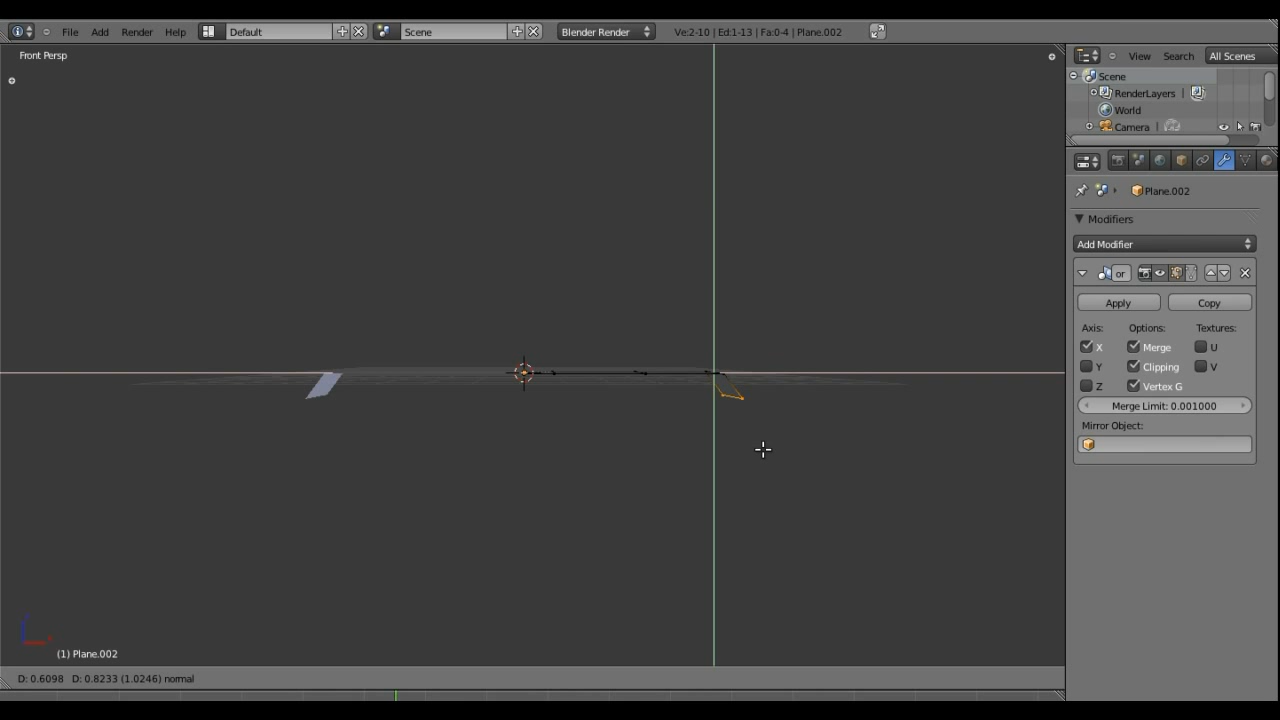 File Add Render Help Default Scene Blender Render Ve:2-10 | Ed:1-13 | Fa:0-4 | Plane.002
Front Persp
View Search All Scenes
Scene
RenderLayers |
World
Camera |
Plane.002
Modifiers
Add Modifier
or
Apply Copy
Axis: Options: Textures:
X Merge U
Y Clipping V
Z Vertex G
Merge Limit: 0.001000
Mirror Object:
(1) Plane.002
D: 0.6098 D: 0.8233 (1.0246) normal